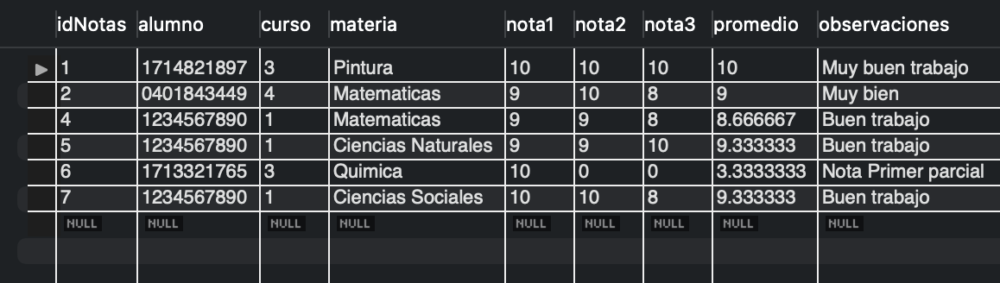 idNotas alumno curso materia nota1 nota2 nota3 promedio observaciones
1 1714821897 3 Pintura 10 10 10 10 Muy buen trabajo
2 0401843449 4 Matematicas 9 10 8 9 Muy bien
4 1234567890 1 Matematicas 9 9 8 8.666667 Buen trabajo
5 1234567890 1 Ciencias Naturales 9 9 10 9.333333 Buen trabajo
6 1713321765 3 Quimica 10 0 0 3.3333333 Nota Primer parcial
7 1234567890 1 Ciencias Sociales 10 10 8 9.333333 Buen trabajo
NULL NULL NULL NULL NULL NULL NULL NULL NULL